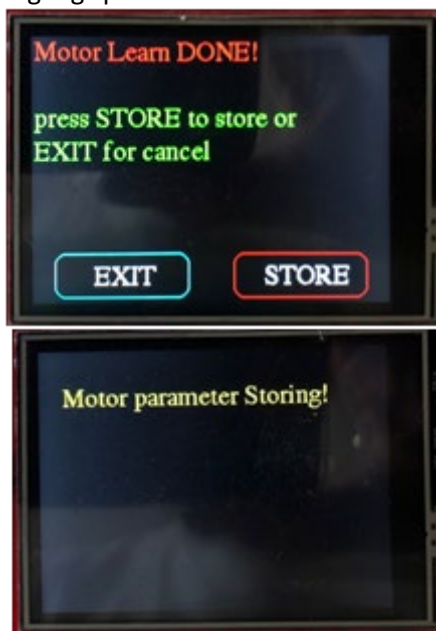 Motor Learn DONE!
press STORE to store or
EXIT for cancel
EXIT
STORE
Motor parameter Storing!